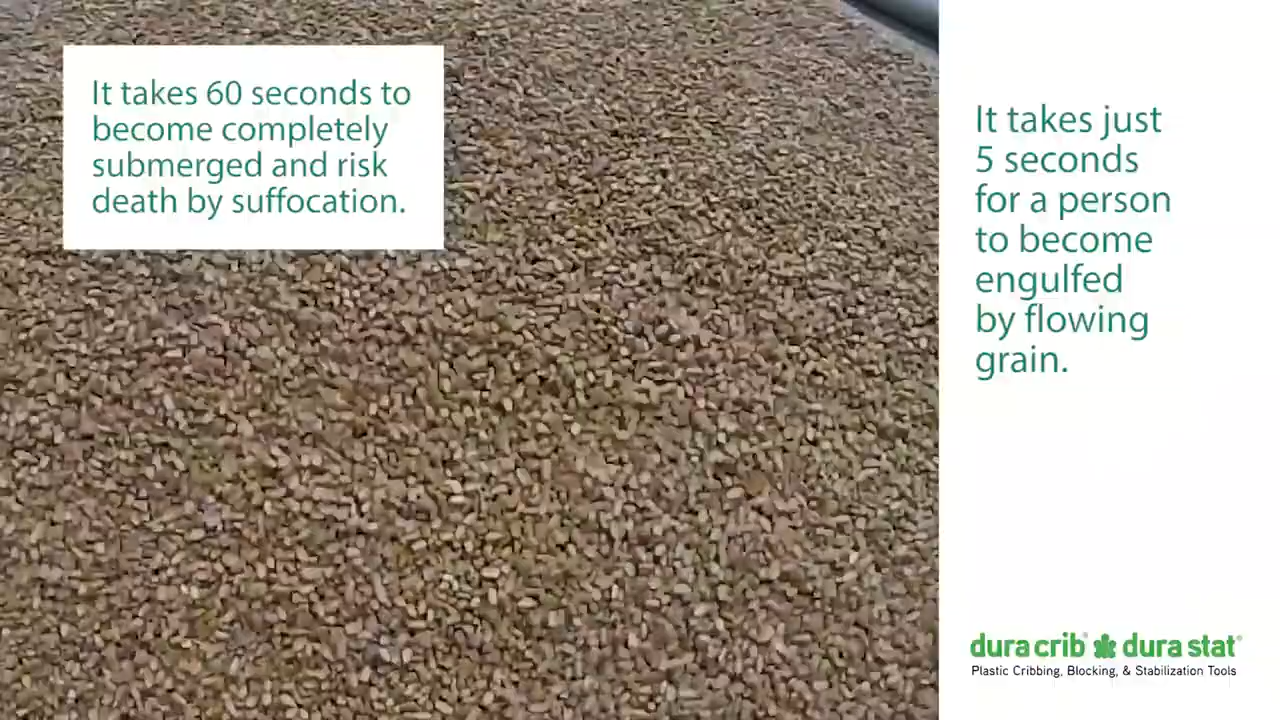 It takes 60 seconds to
become completely
submerged and risk
death by suffocation.
It takes just
5 seconds
for a person
to become
engulfed
by flowing
grain.
dura crib® dura stat®
Plastic Cribbing, Blocking, & Stabilization Tools